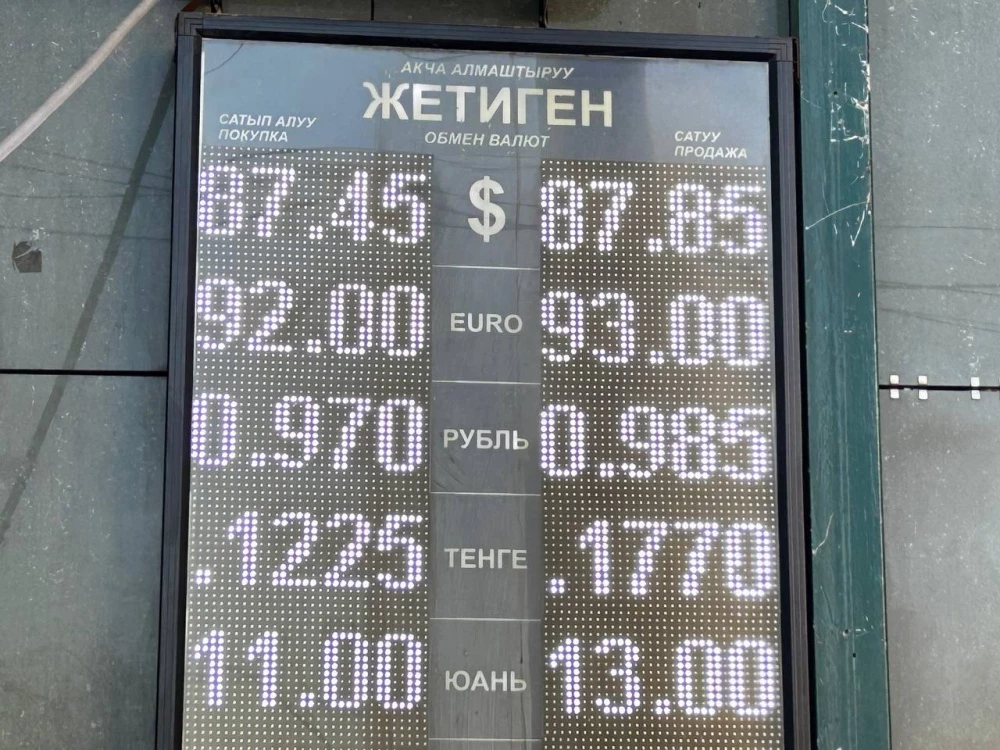 АКЧА АЛМАШТЫРУУ
ЖЕТИГЕН
ОБМЕН ВАЛЮТ
САТЫП АЛУУ
ПОКУПКА
САТУУ
ПРОДАЖА
87.45 $ 87.85
92.00 EURO 93.00
0.970 РУБЛЬ 0.985
.1225 ТЕНГЕ .1770
11.00 ЮАНЬ 13.00